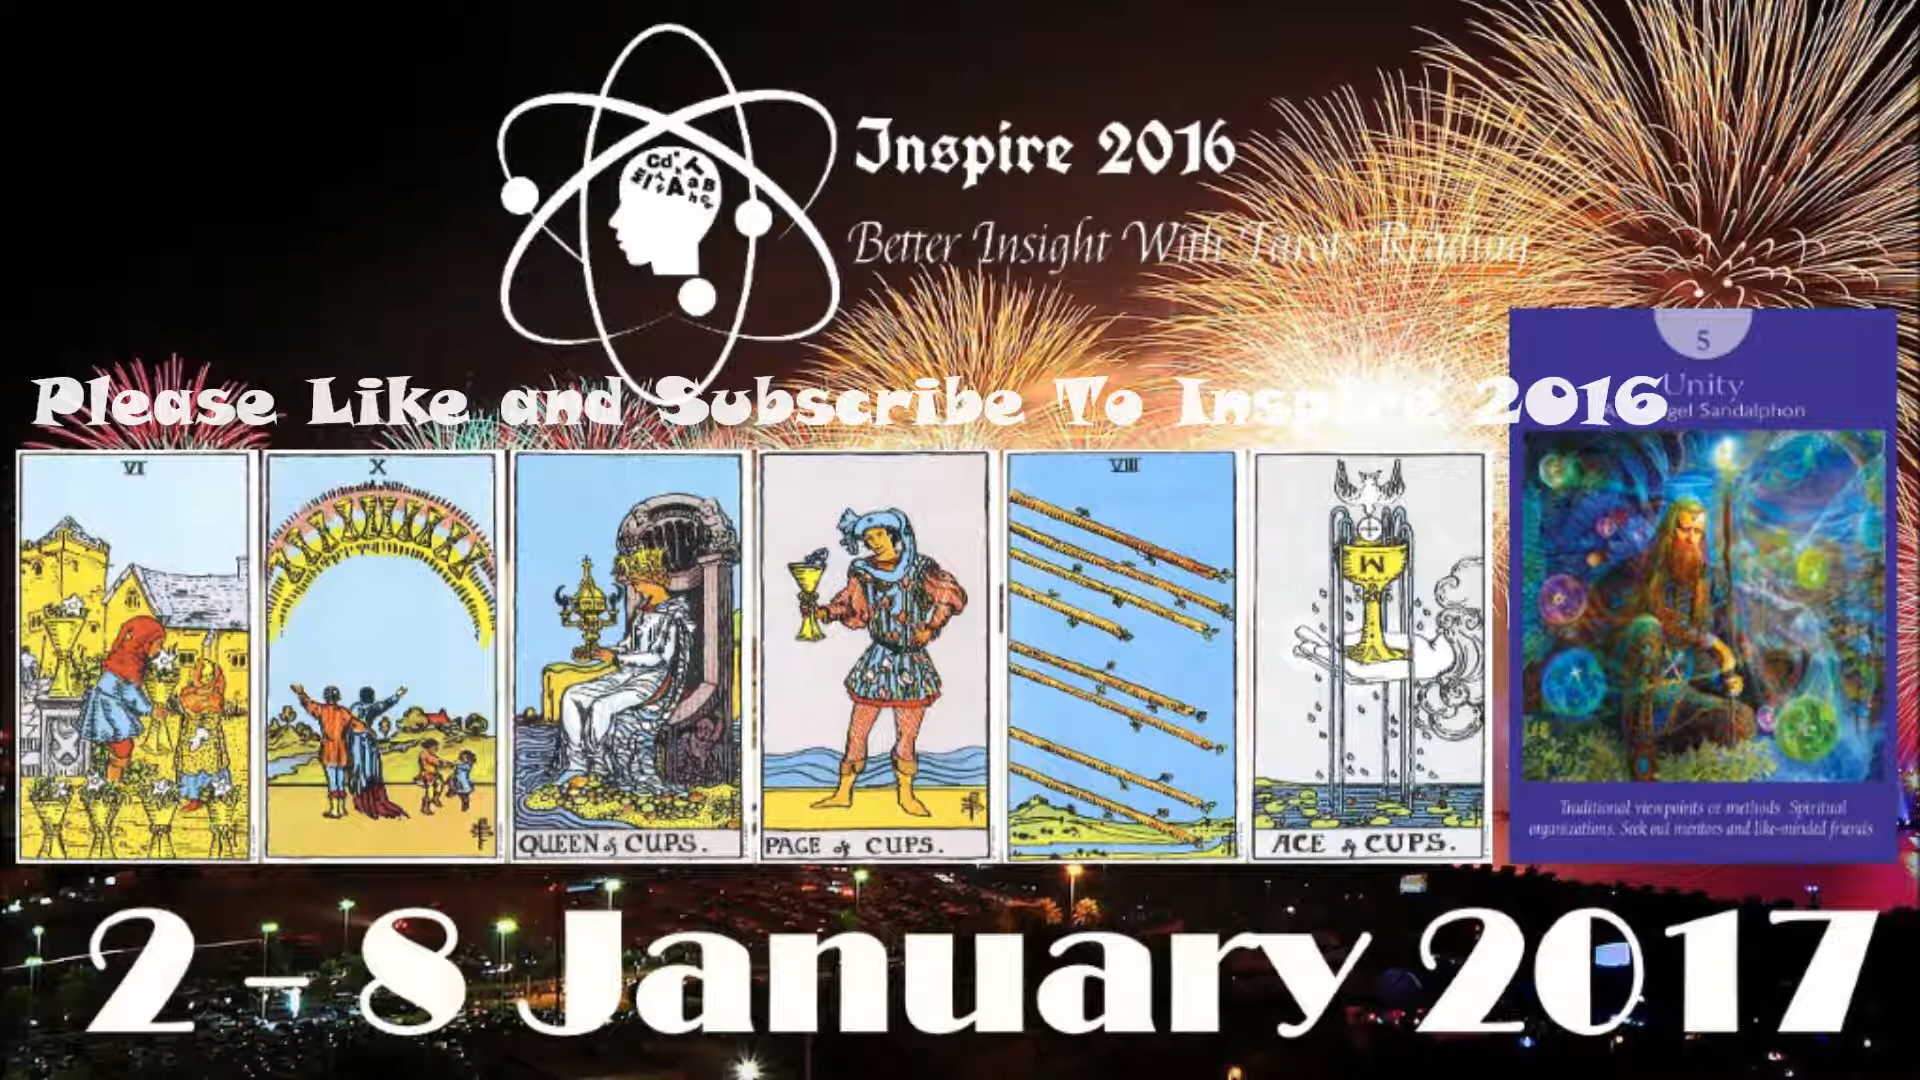 Inspire 2016
Better Insight With Tarots Reading
Please Like and Subscribe To Inspire 2016
5
Unity
gel Sandalphon
VI
X
QUEEN of CUPS.
PAGE of CUPS.
VIII
ACE of CUPS.
Traditional viewpoints or methods. Spiritual
organizations. Seek out mentors and like-minded friends
2 - 8 January 2017